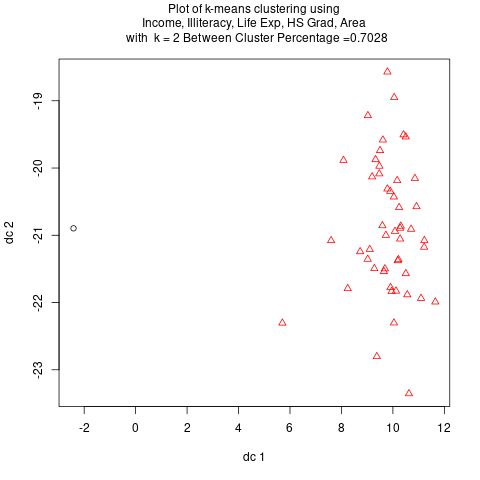 Plot of k-means clustering using
Income, Illiteracy, Life Exp, HS Grad, Area
with  k = 2 Between Cluster Percentage =0.7028
-19
-20
-21
-22
-23
dc 2
-2
0
2
4
6
8
10
12
dc 1